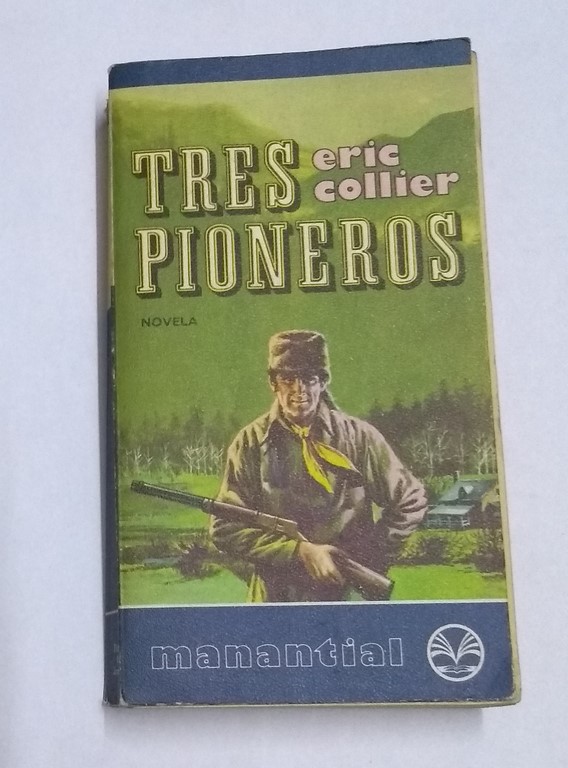 TRES
eric
collier
PIONEROS
NOVELA
manantial